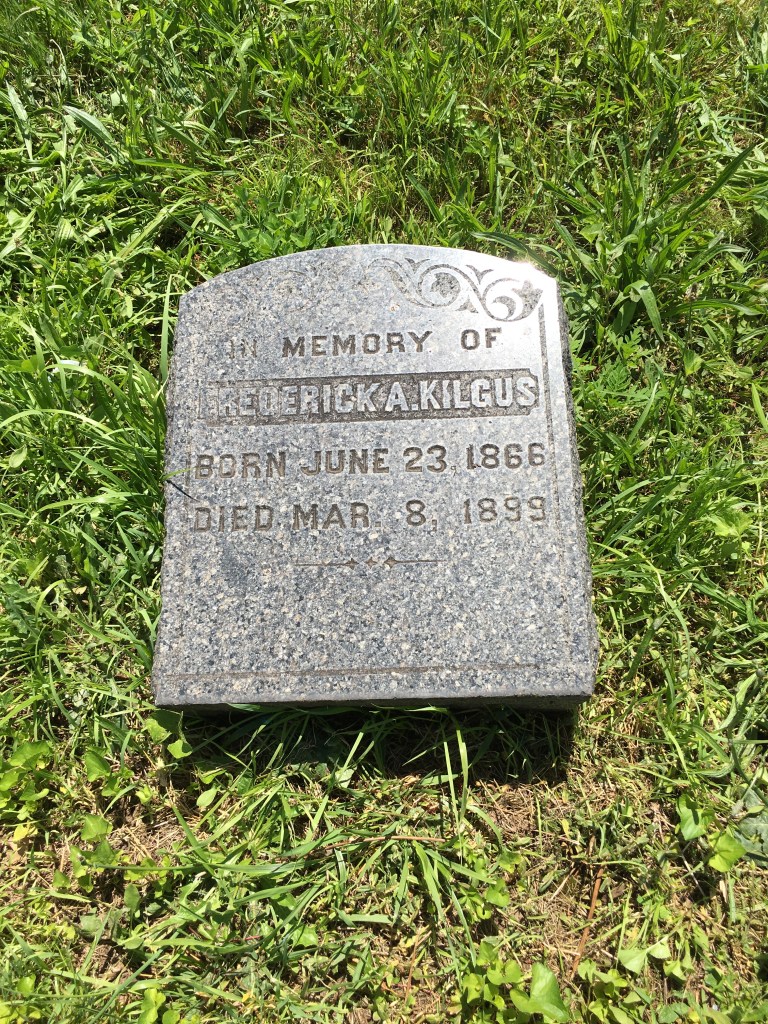 IN MEMORY OF
FREDERICK A. KILGUS
BORN JUNE 23, 1866
DIED MAR. 8, 1899